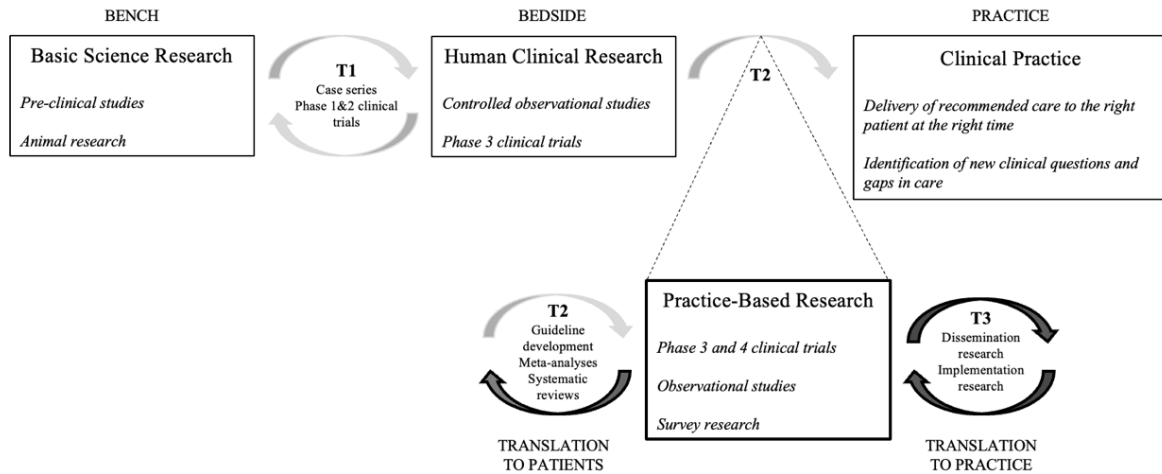 BENCH
BEDSIDE
PRACTICE
Basic Science Research
Pre-clinical studies
Animal research
T1
Case series
Phase 1&2 clinical
trials
Human Clinical Research
Controlled observational studies
Phase 3 clinical trials
T2
Clinical Practice
Delivery of recommended care to the right
patient at the right time
Identification of new clinical questions and
gaps in care
T2
Guideline
development
Meta-analyses
Systematic
reviews
TRANSLATION
TO PATIENTS
Practice-Based Research
Phase 3 and 4 clinical trials
Observational studies
Survey research
T3
Dissemination
research
Implementation
research
TRANSLATION
TO PRACTICE